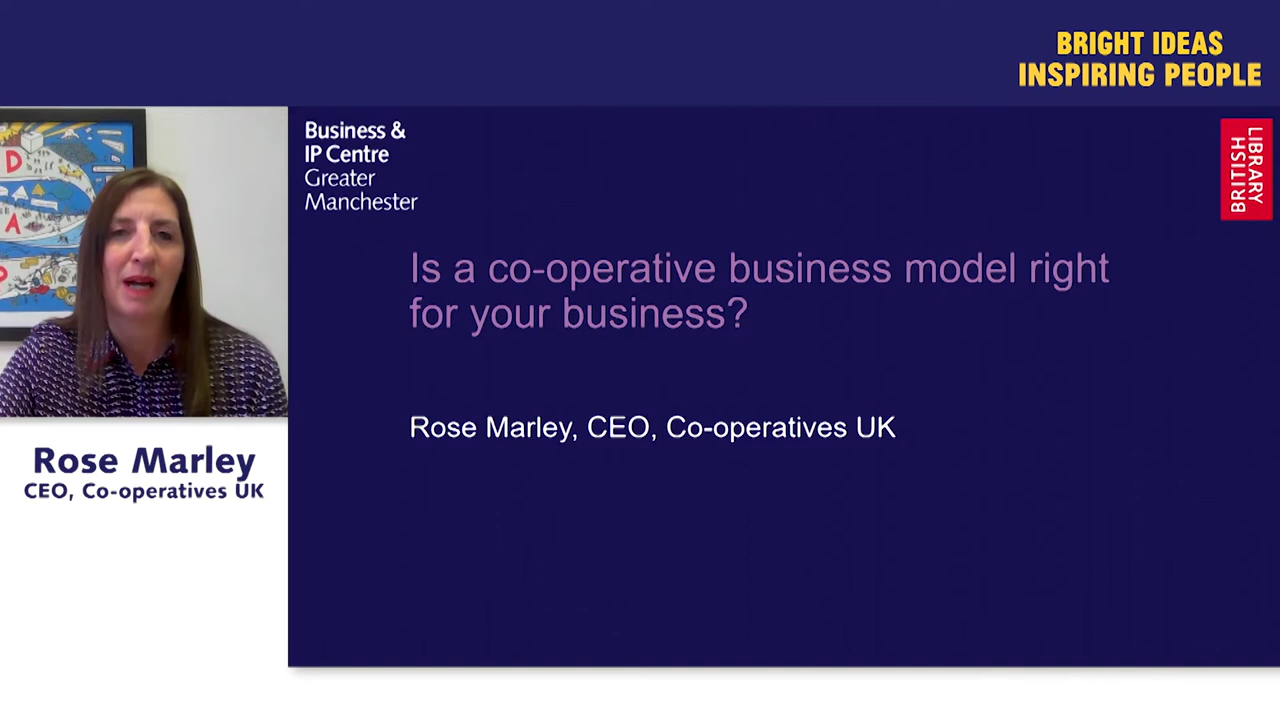 BRIGHT IDEAS
INSPIRING PEOPLE
Business &
IP Centre
Greater
Manchester
LIBRARY
BRITISH
D
A
P
Is a co-operative business model right
for your business?
Rose Marley, CEO, Co-operatives UK
Rose Marley
CEO, Co-operatives UK